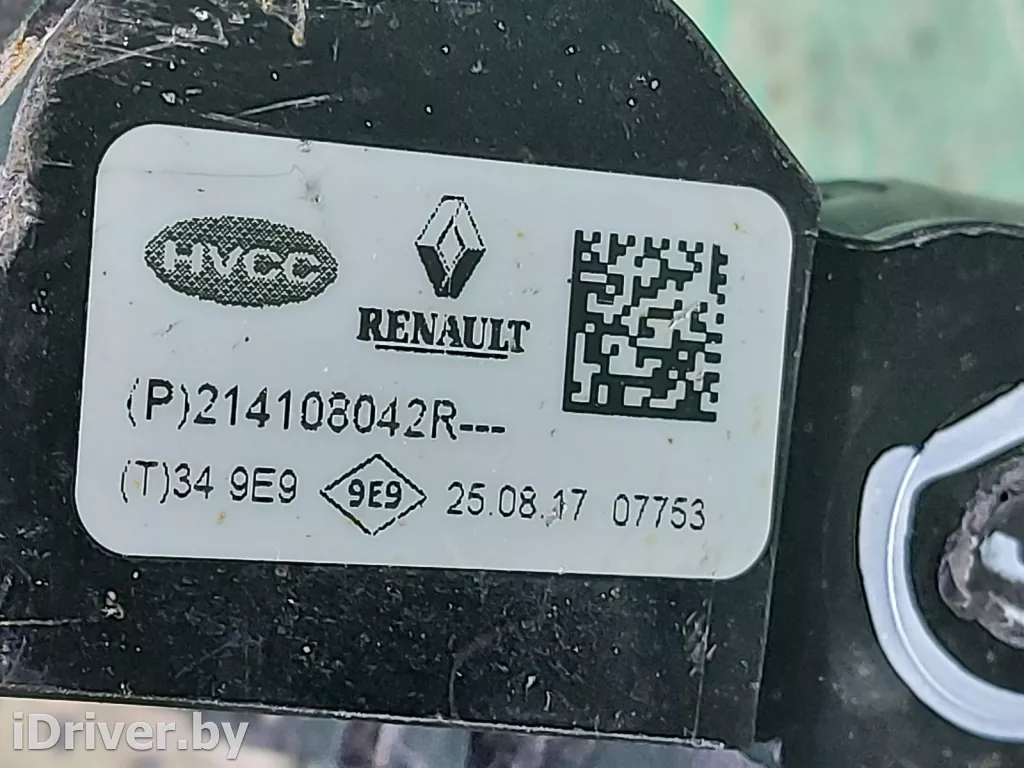 HVCC
RENAULT
(P)214108042R---
(T)34 9E9 9E9 25.08.17 07753
iDriver.by